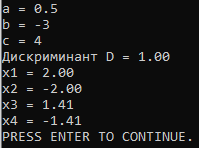 a = 0.5
b = -3
c = 4
Дискриминант D = 1.00
x1 = 2.00
x2 = -2.00
x3 = 1.41
x4 = -1.41
PRESS ENTER TO CONTINUE.